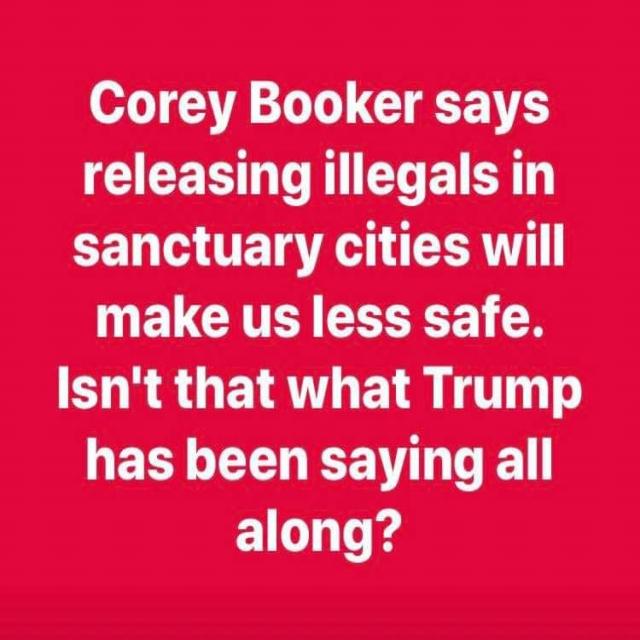 Corey Booker says
releasing illegals in
sanctuary cities will
make us less safe.
Isn't that what Trump
has been saying all
along?